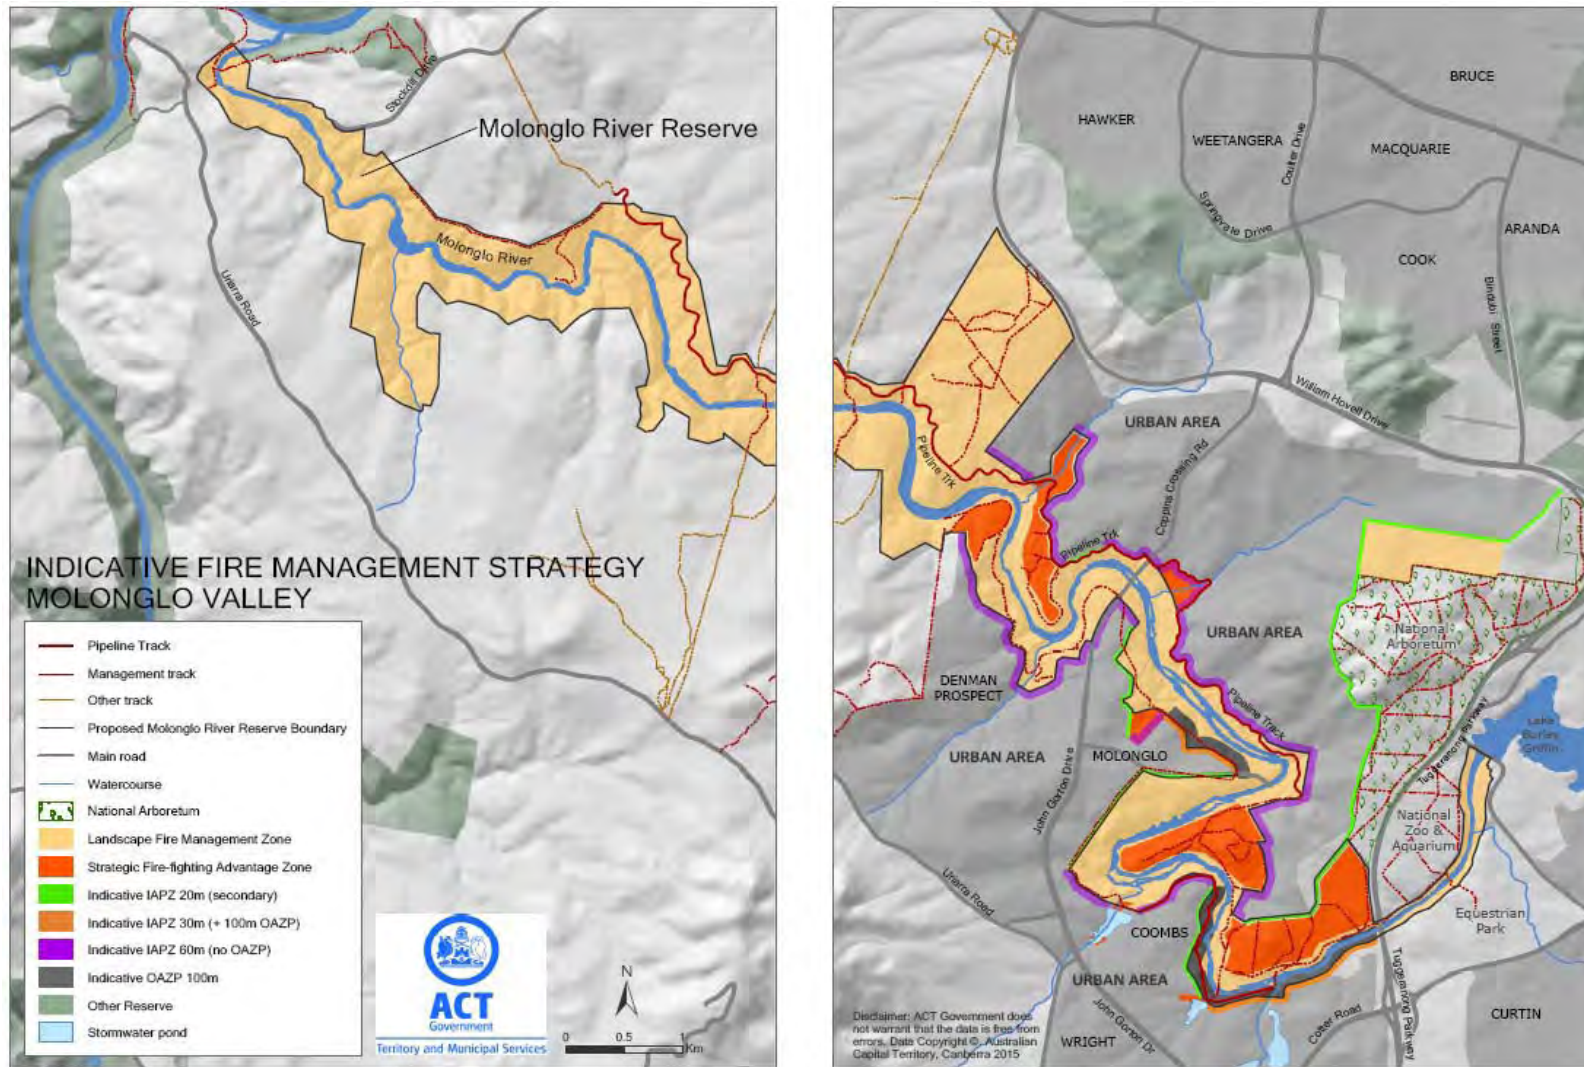 Stockdill Drive
Molonglo River Reserve
Molonglo River
Uriarra Road
INDICATIVE FIRE MANAGEMENT STRATEGY
MOLONGLO VALLEY
Pipeline Track
Management track
Other track
Proposed Molonglo River Reserve Boundary
Main road
Watercourse
National Arboretum
Landscape Fire Management Zone
Strategic Fire-fighting Advantage Zone
Indicative IAPZ 20m (secondary)
Indicative IAPZ 30m (+ 100m OAZP)
Indicative IAPZ 60m (no OAZP)
Indicative OAZP 100m
Other Reserve
Stormwater pond
ACT
Government
Territory and Municipal Services
N
0 0.5 1
Km
BRUCE
HAWKER
WEETANGERA
Coulter Drive
MACQUARIE
Springvale Drive
ARANDA
COOK
Bindubi Street
William Hovell Drive
URBAN AREA
Pipeline Trk
Coppins Crossing Rd
Pipeline Trk
URBAN AREA
National
Arboretum
DENMAN
PROSPECT
Pipeline Track
Tuggeranong Parkway
Lake
Burley
Griffin
URBAN AREA
MOLONGLO
John Gorton Drive
National
Zoo &
Aquarium
Uriarra Road
Equestrian
Park
COOMBS
URBAN AREA
Tuggeranong Parkway
John Gorton Dr
Cotter Road
CURTIN
WRIGHT
Disclaimer: ACT Government does
not warrant that the data is free from
errors. Data Copyright ©, Australian
Capital Territory, Canberra 2015